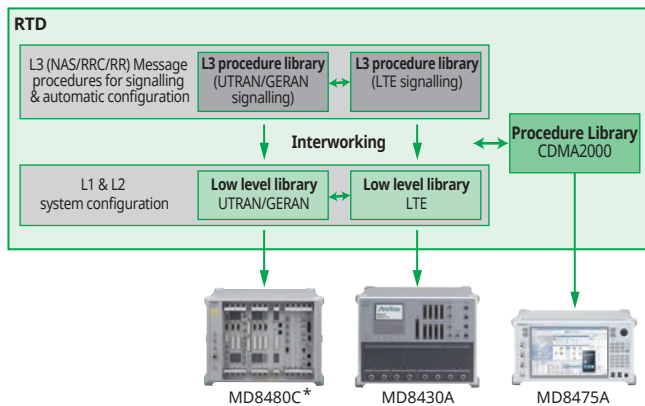 RTD
L3 (NAS/RRC/RR) Message
procedures for signalling
& automatic configuration
L3 procedure library
(UTRAN/GERAN
signalling)
L3 procedure library
(LTE signalling)
Interworking
Procedure Library
CDMA2000
L1 & L2
system configuration
Low level library
UTRAN/GERAN
Low level library
LTE
Anritsu
MD8480C*
MD8430A
MD8475A